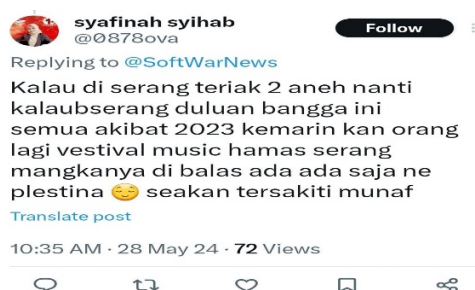 syafinah syihab
Follow
@0878ova
Replying to @SoftWarNews
Kalau di serang teriak 2 aneh nanti
kalaubserang duluan bangga ini
semua akibat 2023 kemarin kan orang
lagi vestival music hamas serang
mangkanya di balas ada ada saja ne
plestina 😌 seakan tersakiti munaf
Translate post
10:35 AM · 28 May 24 · 72 Views